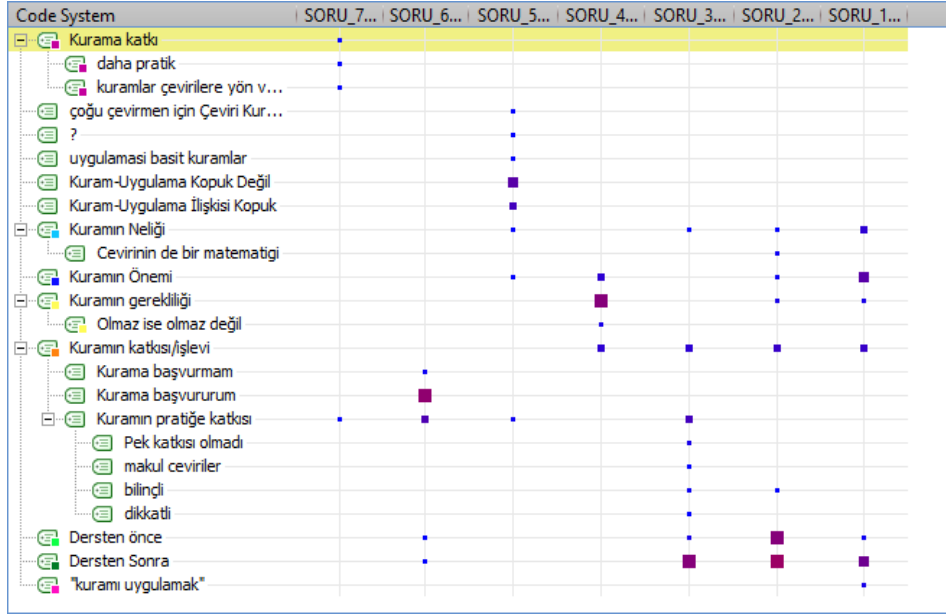 Code System SORU_7... SORU_6... SORU_5... SORU_4... SORU_3... SORU_2... SORU_1...
Kurama katkı
daha pratik
kuramlar çevirilere yön v...
çoğu çevirmen için Çeviri Kur...
?
uygulamasi basit kuramlar
Kuram-Uygulama Kopuk Değil
Kuram-Uygulama İlişkisi Kopuk
Kuramın Neliği
Cevirinin de bir matematigi
Kuramın Önemi
Kuramın gerekliliği
Olmaz ise olmaz değil
Kuramın katkısı/işlevi
Kurama başvurmam
Kurama başvururum
Kuramın pratiğe katkısı
Pek katkısı olmadı
makul ceviriler
bilinçli
dikkatli
Dersten önce
Dersten Sonra
"kuramı uygulamak"